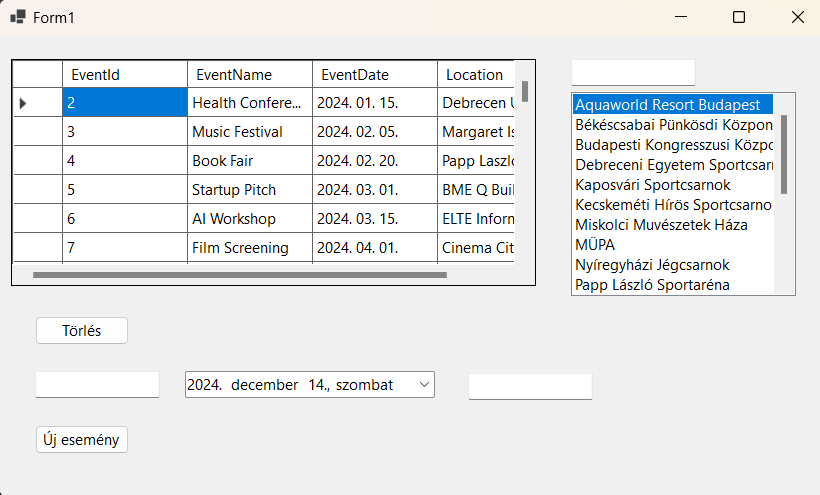 Form1
EventId EventName EventDate Location
2 Health Confere... 2024. 01. 15. Debrecen U
3 Music Festival 2024. 02. 05. Margaret Is
4 Book Fair 2024. 02. 20. Papp Laszlo
5 Startup Pitch 2024. 03. 01. BME Q Buil
6 AI Workshop 2024. 03. 15. ELTE Inforn
7 Film Screening 2024. 04. 01. Cinema Cit
Aquaworld Resort Budapest
Békéscsabai Pünkösdi Közpon
Budapesti Kongresszusi Közpo
Debreceni Egyetem Sportcsarn
Kaposvári Sportcsarnok
Kecskeméti Hírös Sportcsarno
Miskolci Muvészetek Háza
MÜPA
Nyíregyházi Jégcsarnok
Papp László Sportaréna
Törlés
2024. december 14., szombat
Új esemény